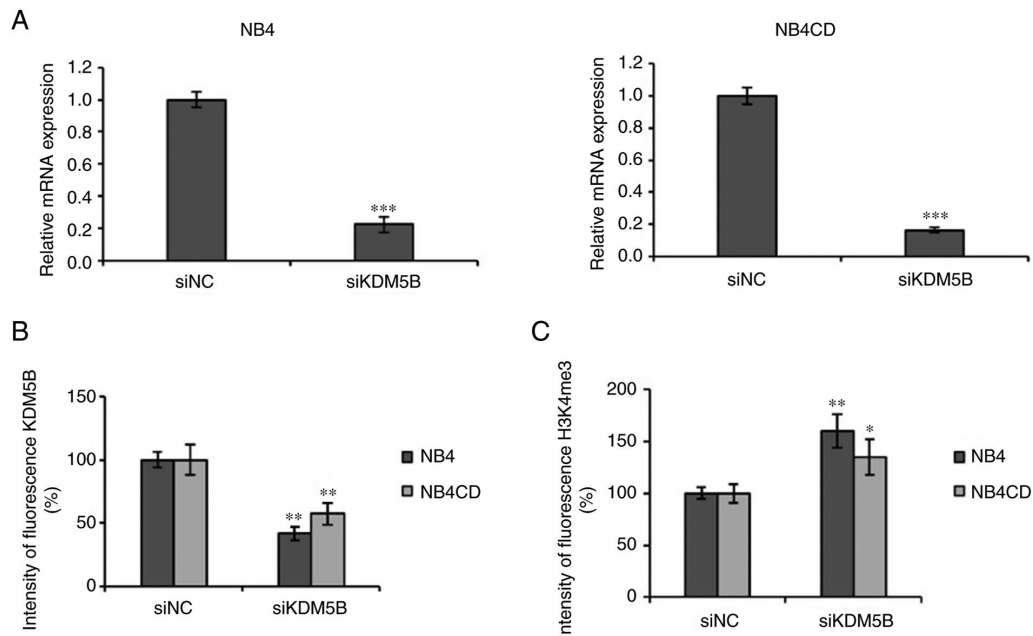 A
NB4
NB4CD
Relative mRNA expression
1.2
1.0
0.8
0.6
0.4
0.2
0.0
***
siNC
siKDM5B
Relative mRNA expression
1.2
1.0
0.8
0.6
0.4
0.2
0.0
***
siNC
siKDM5B
B
Intensity of fluorescence KDM5B
(%)
150
100
50
0
**
**
siNC
siKDM5B
NB4
NB4CD
C
ntensity of fluorescence H3K4me3
(%)
200
150
100
50
0
**
*
siNC
siKDM5B
NB4
NB4CD